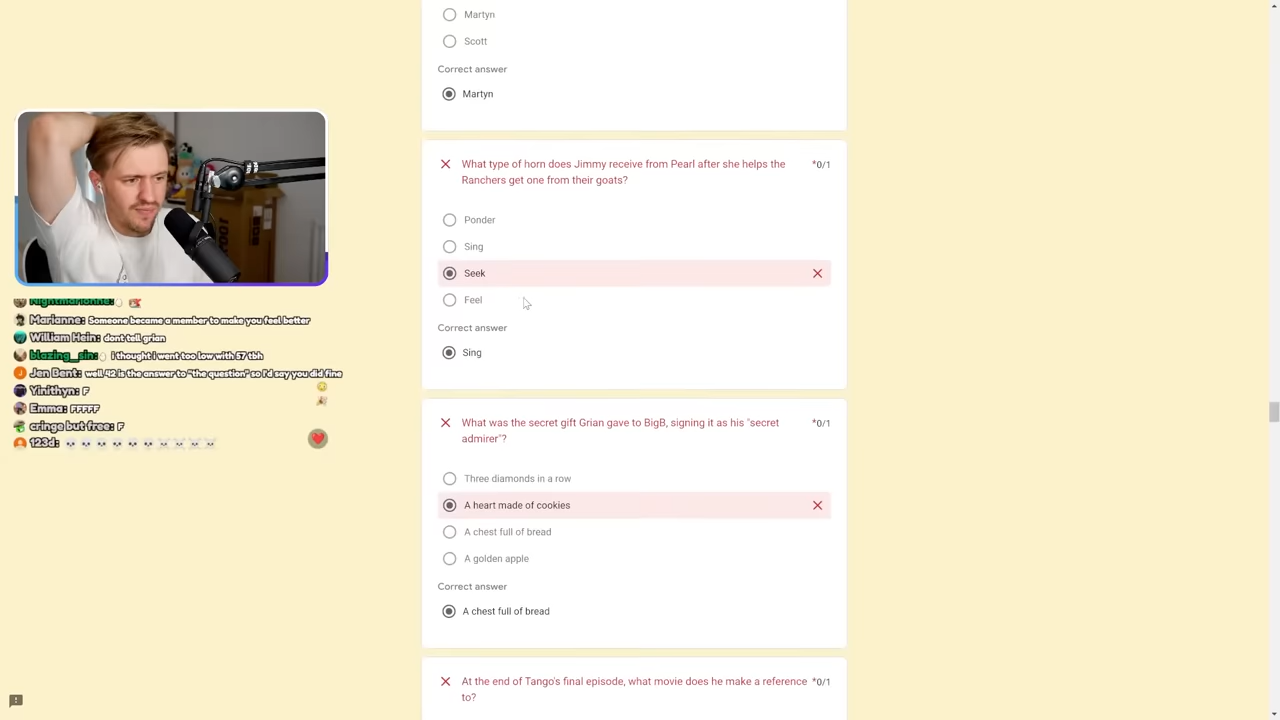 Martyn
Scott
Correct answer
Martyn
What type of horn does Jimmy receive from Pearl after she helps the
Ranchers get one from their goats?
*0/1
Ponder
Sing
Seek
Feel
Correct answer
Sing
What was the secret gift Grian gave to BigB, signing it as his "secret
admirer"?
*0/1
Three diamonds in a row
A heart made of cookies
A chest full of bread
A golden apple
Correct answer
A chest full of bread
At the end of Tango's final episode, what movie does he make a reference
to?
*0/1
Nightmarionne:
Marianne: Someone became a member to make you feel better
William Hein: dont tell grian
blazing_sin: i thought i went too low with 57 tbh
Jen Bent: well 42 is the answer to "the question" so i'd say you did fine
Yinithyn: F
Emma: FFFFF
cringe but free: F
123d: